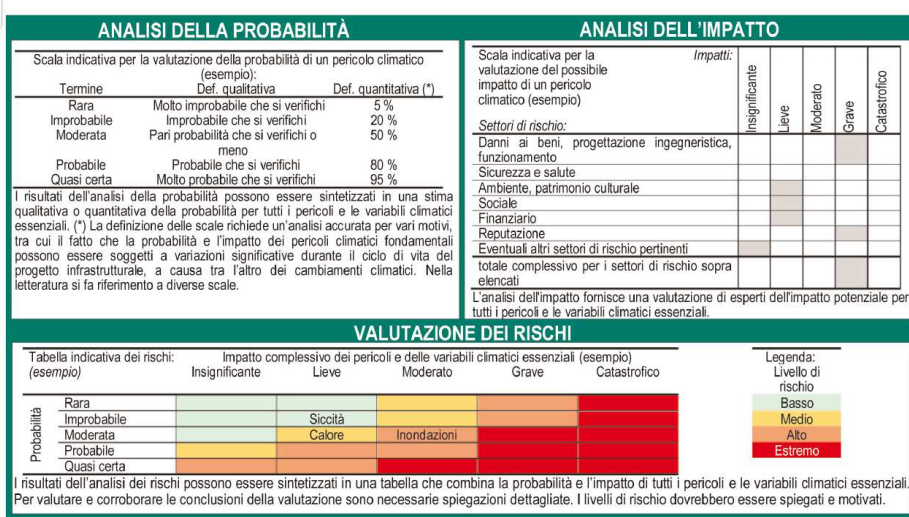 ANALISI DELLA PROBABILITÀ
Scala indicativa per la valutazione della probabilità di un pericolo climatico
(esempio):
Termine Def. qualitativa Def. quantitativa (*)
Rara Molto improbabile che si verifichi 5 %
Improbabile Improbabile che si verifichi 20 %
Moderata Pari probabilità che si verifichi o 50 %
meno
Probabile Probabile che si verifichi 80 %
Quasi certa Molto probabile che si verifichi 95 %
I risultati dell'analisi della probabilità possono essere sintetizzati in una stima
qualitativa o quantitativa della probabilità per tutti i pericoli e le variabili climatici
essenziali. (*) La definizione delle scale richiede un'analisi accurata per vari motivi,
tra cui il fatto che la probabilità e l'impatto dei pericoli climatici fondamentali
possono essere soggetti a variazioni significative durante il ciclo di vita del
progetto infrastrutturale, a causa tra l'altro dei cambiamenti climatici. Nella
letteratura si fa riferimento a diverse scale.
ANALISI DELL'IMPATTO
Scala indicativa per la Impatti:
valutazione del possibile
impatto di un pericolo
climatico (esempio)
Settori di rischio:
Insignificante
Lieve
Moderato
Grave
Catastrofico
Danni ai beni, progettazione ingegneristica,
funzionamento
Sicurezza e salute
Ambiente, patrimonio culturale
Sociale
Finanziario
Reputazione
Eventuali altri settori di rischio pertinenti
totale complessivo per i settori di rischio sopra
elencati
L'analisi dell'impatto fornisce una valutazione di esperti dell'impatto potenziale per
tutti i pericoli e le variabili climatici essenziali.
VALUTAZIONE DEI RISCHI
Tabella indicativa dei rischi: Impatto complessivo dei pericoli e delle variabili climatici essenziali (esempio)
(esempio) Insignificante Lieve Moderato Grave Catastrofico
Probabilità
Rara
Improbabile Siccità
Moderata Calore Inondazioni
Probabile
Quasi certa
Legenda:
Livello di
rischio
Basso
Medio
Alto
Estremo
I risultati dell'analisi dei rischi possono essere sintetizzati in una tabella che combina la probabilità e l'impatto di tutti i pericoli e le variabili climatici essenziali.
Per valutare e corroborare le conclusioni della valutazione sono necessarie spiegazioni dettagliate. I livelli di rischio dovrebbero essere spiegati e motivati.